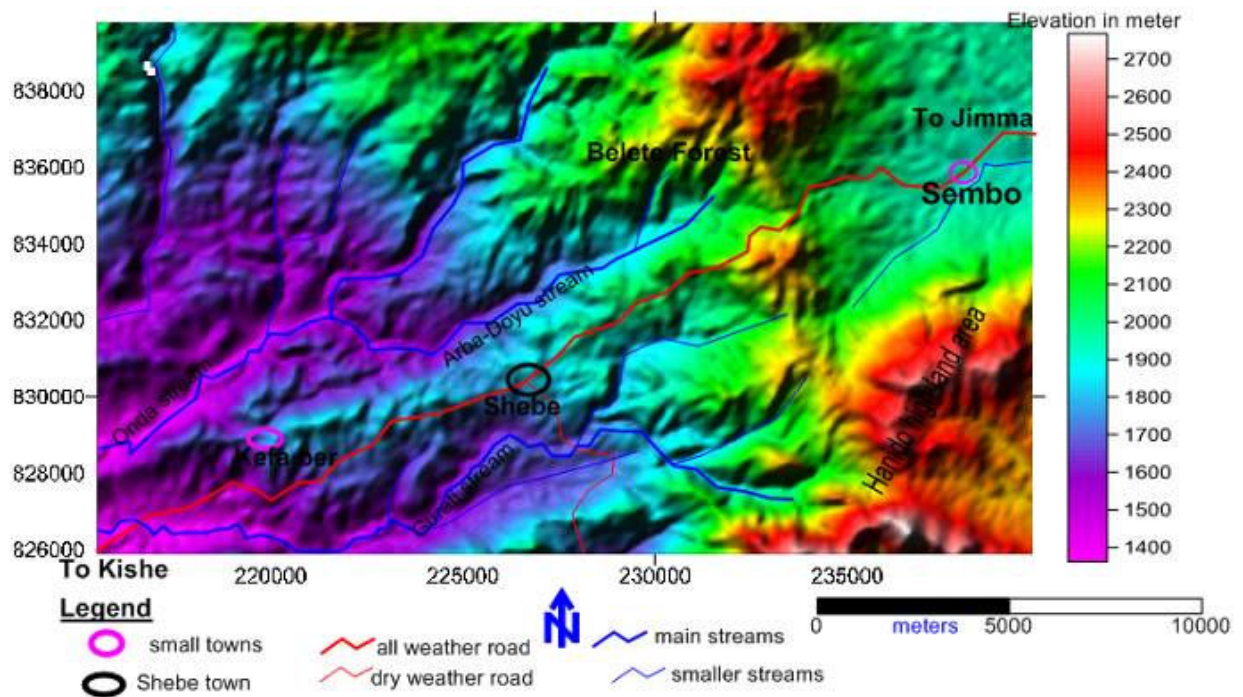 Elevation in meter
2700
2600
2500
2400
2300
2200
2100
2000
1900
1800
1700
1600
1500
1400
838000
836000
834000
832000
830000
828000
826000
To Jimma
Belete Forest
Sembo
Arba-Doyu stream
Onda stream
Shebe
Kefa ber
Hando highland area
To Kishe
220000
225000
230000
235000
Legend
small towns
Shebe town
all weather road
dry weather road
N
main streams
smaller streams
0
meters
5000
10000